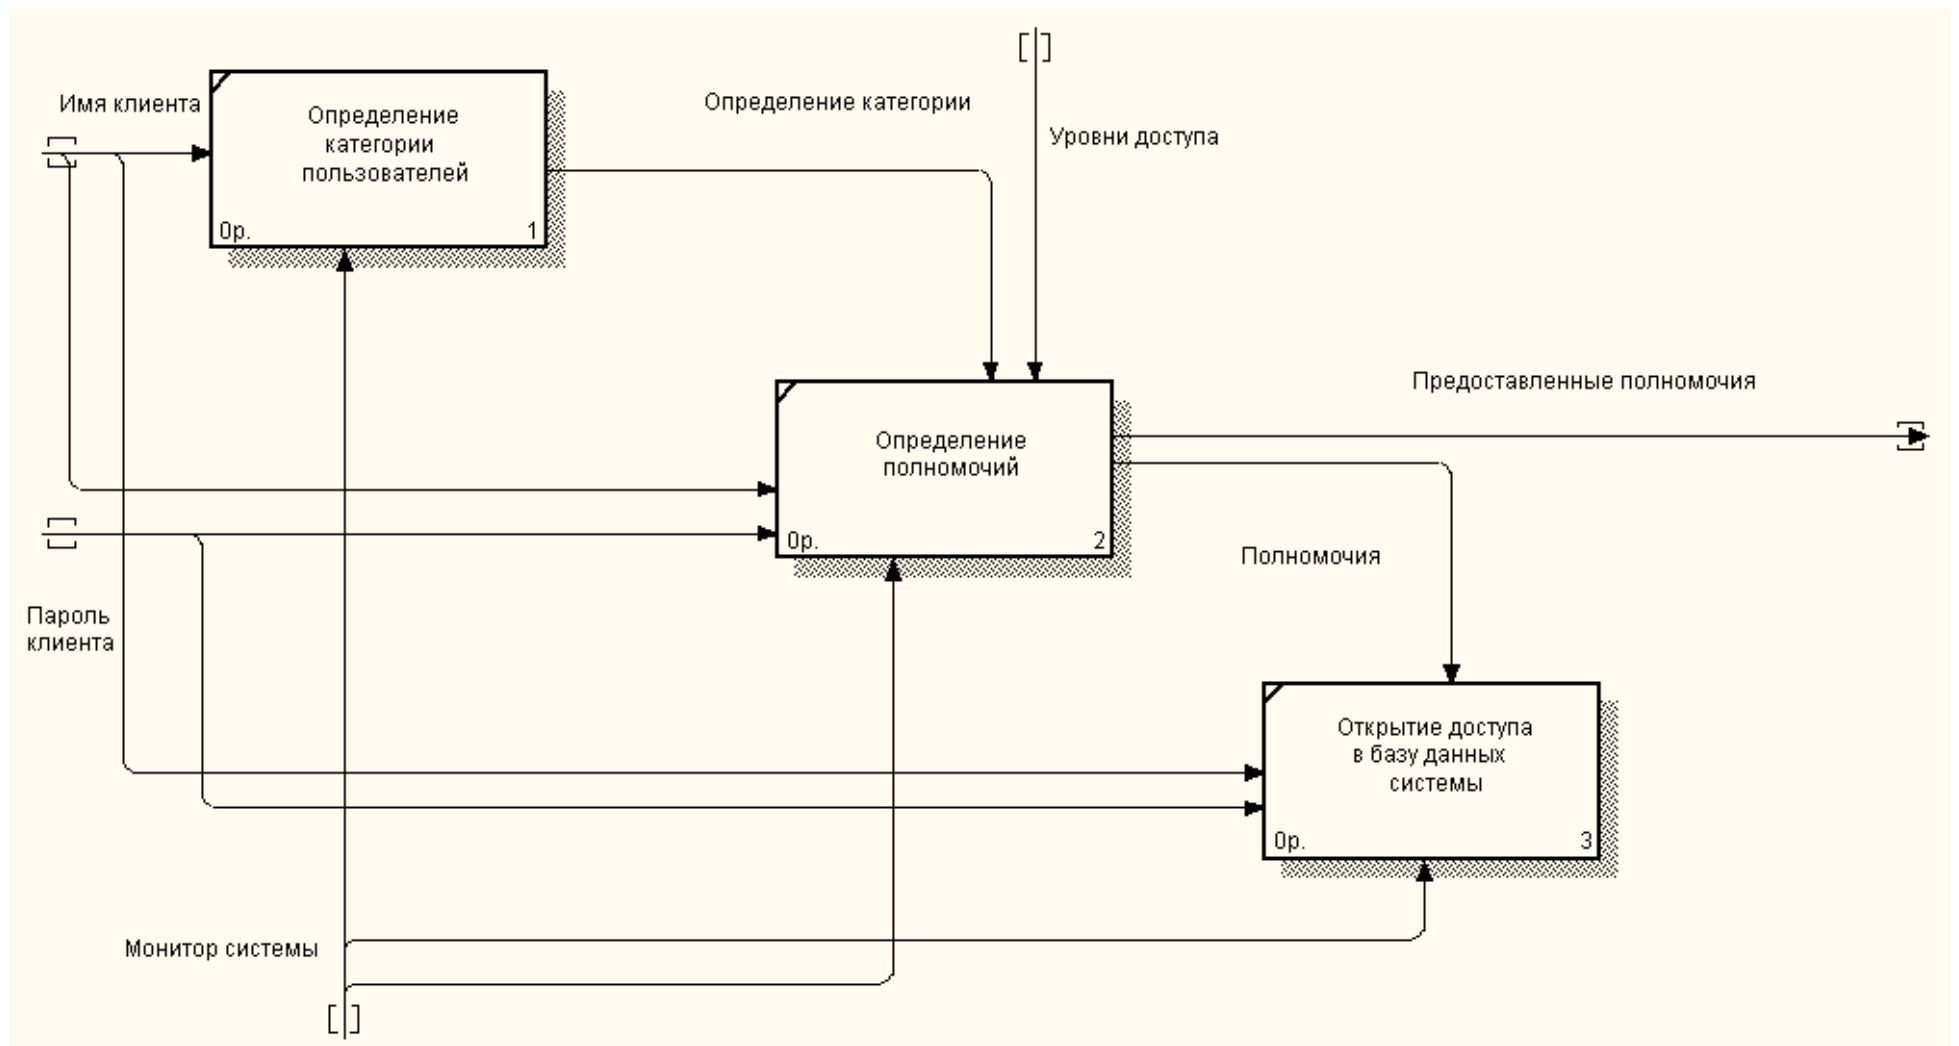 Имя клиента
Определение
категории
пользователей
0р.
1
Определение категории
Уровни доступа
Предоставленные полномочия
Определение
полномочий
0р.
2
Полномочия
Пароль
клиента
Открытие доступа
в базу данных
системы
0р.
3
Монитор системы